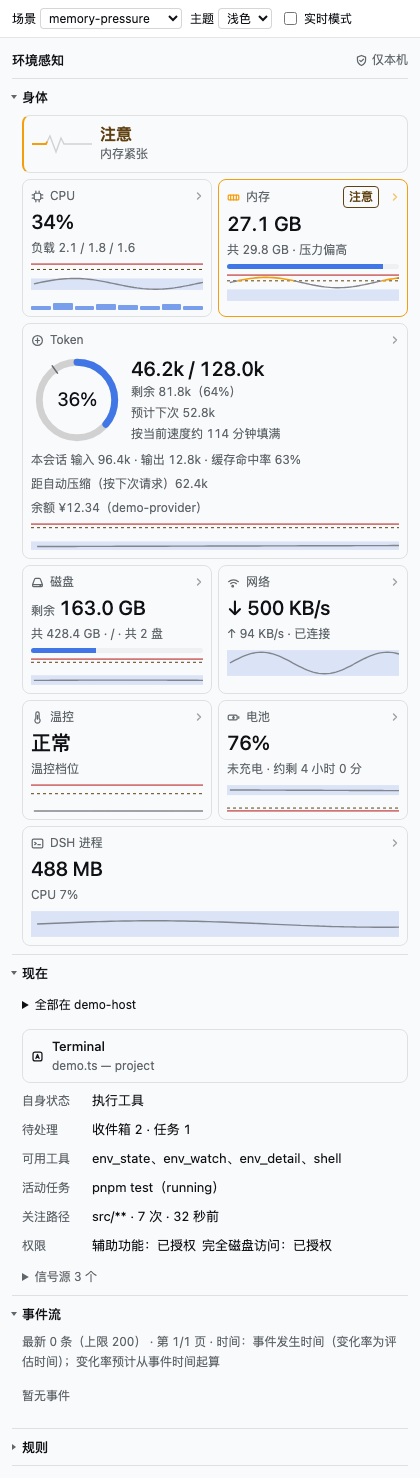 场景 memory-pressure 主题 浅色 实时模式
环境感知 仅本机
身体
注意
内存紧张
CPU
34%
负载 2.1 / 1.8 / 1.6
内存 注意
27.1 GB
共 29.8 GB · 压力偏高
Token
36%
46.2k / 128.0k
剩余 81.8k（64%）
预计下次 52.8k
按当前速度约 114 分钟填满
本会话 输入 96.4k · 输出 12.8k · 缓存命中率 63%
距自动压缩（按下次请求）62.4k
余额 ¥12.34（demo-provider）
磁盘
剩余 163.0 GB
共 428.4 GB · / · 共 2 盘
网络
↓ 500 KB/s
↑ 94 KB/s · 已连接
温控
正常
温控档位
电池
76%
未充电 · 约剩 4 小时 0 分
DSH 进程
488 MB
CPU 7%
现在
全部在 demo-host
Terminal
demo.ts — project
自身状态 执行工具
待处理 收件箱 2 · 任务 1
可用工具 env_state、env_watch、env_detail、shell
活动任务 pnpm test（running）
关注路径 src/** · 7 次 · 32 秒前
权限 辅助功能：已授权 完全磁盘访问：已授权
信号源 3 个
事件流
最新 0 条（上限 200） · 第 1/1 页 · 时间：事件发生时间（变化率为评
估时间）；变化率预计从事件时间起算
暂无事件
规则